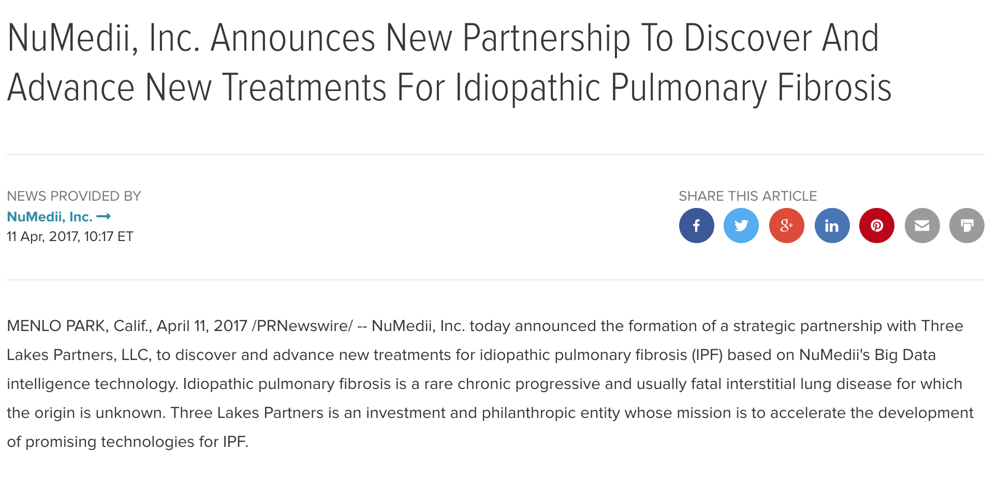 NuMedii, Inc. Announces New Partnership To Discover And
Advance New Treatments For Idiopathic Pulmonary Fibrosis
NEWS PROVIDED BY
NuMedii, Inc.
11 Apr, 2017, 10:17 ET
SHARE THIS ARTICLE
MENLO PARK, Calif., April 11, 2017 /PRNewswire/ -- NuMedii, Inc. today announced the formation of a strategic partnership with Three
Lakes Partners, LLC, to discover and advance new treatments for idiopathic pulmonary fibrosis (IPF) based on NuMedii's Big Data
intelligence technology. Idiopathic pulmonary fibrosis is a rare chronic progressive and usually fatal interstitial lung disease for which
the origin is unknown. Three Lakes Partners is an investment and philanthropic entity whose mission is to accelerate the development
of promising technologies for IPF.